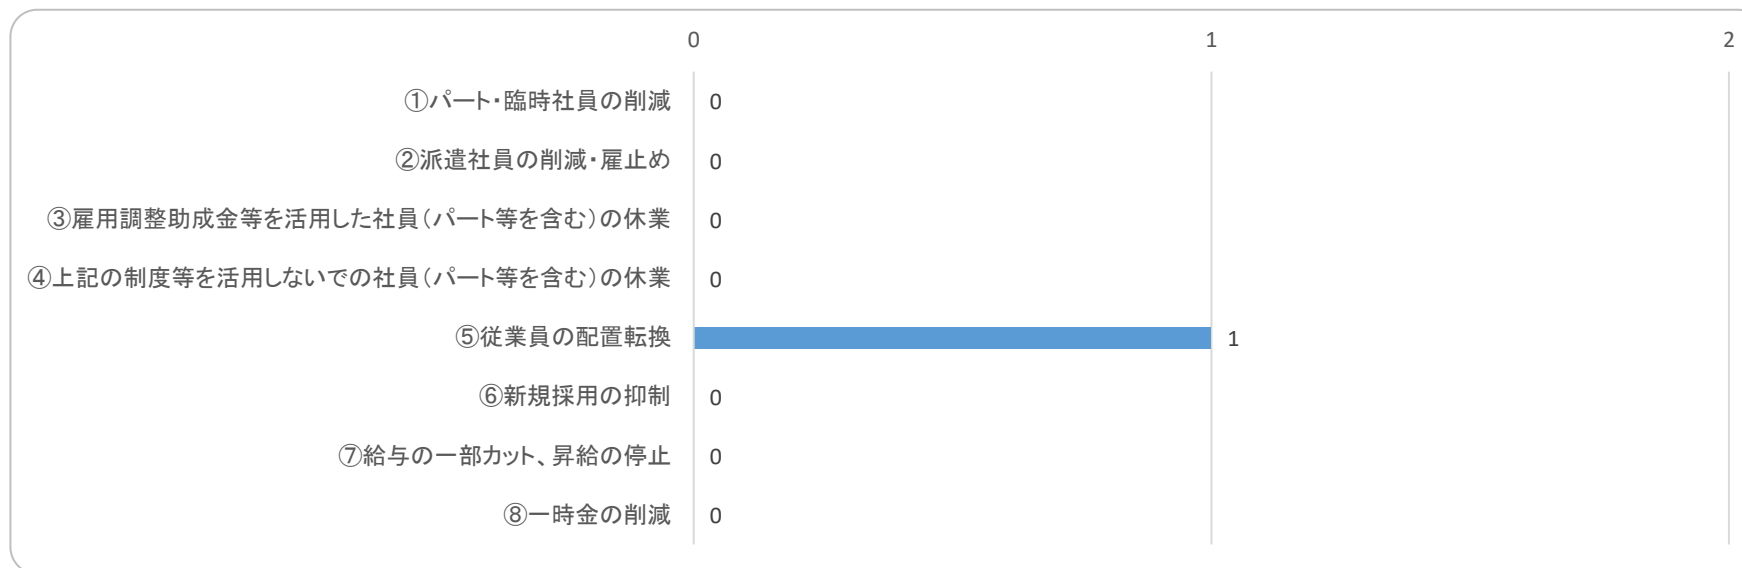 0 1 2
①パート・臨時社員の削減 0
②派遣社員の削減・雇止め 0
③雇用調整助成金等を活用した社員（パート等を含む）の休業 0
④上記の制度等を活用しないでの社員（パート等を含む）の休業 0
⑤従業員の配置転換 1
⑥新規採用の抑制 0
⑦給与の一部カット、昇給の停止 0
⑧一時金の削減 0